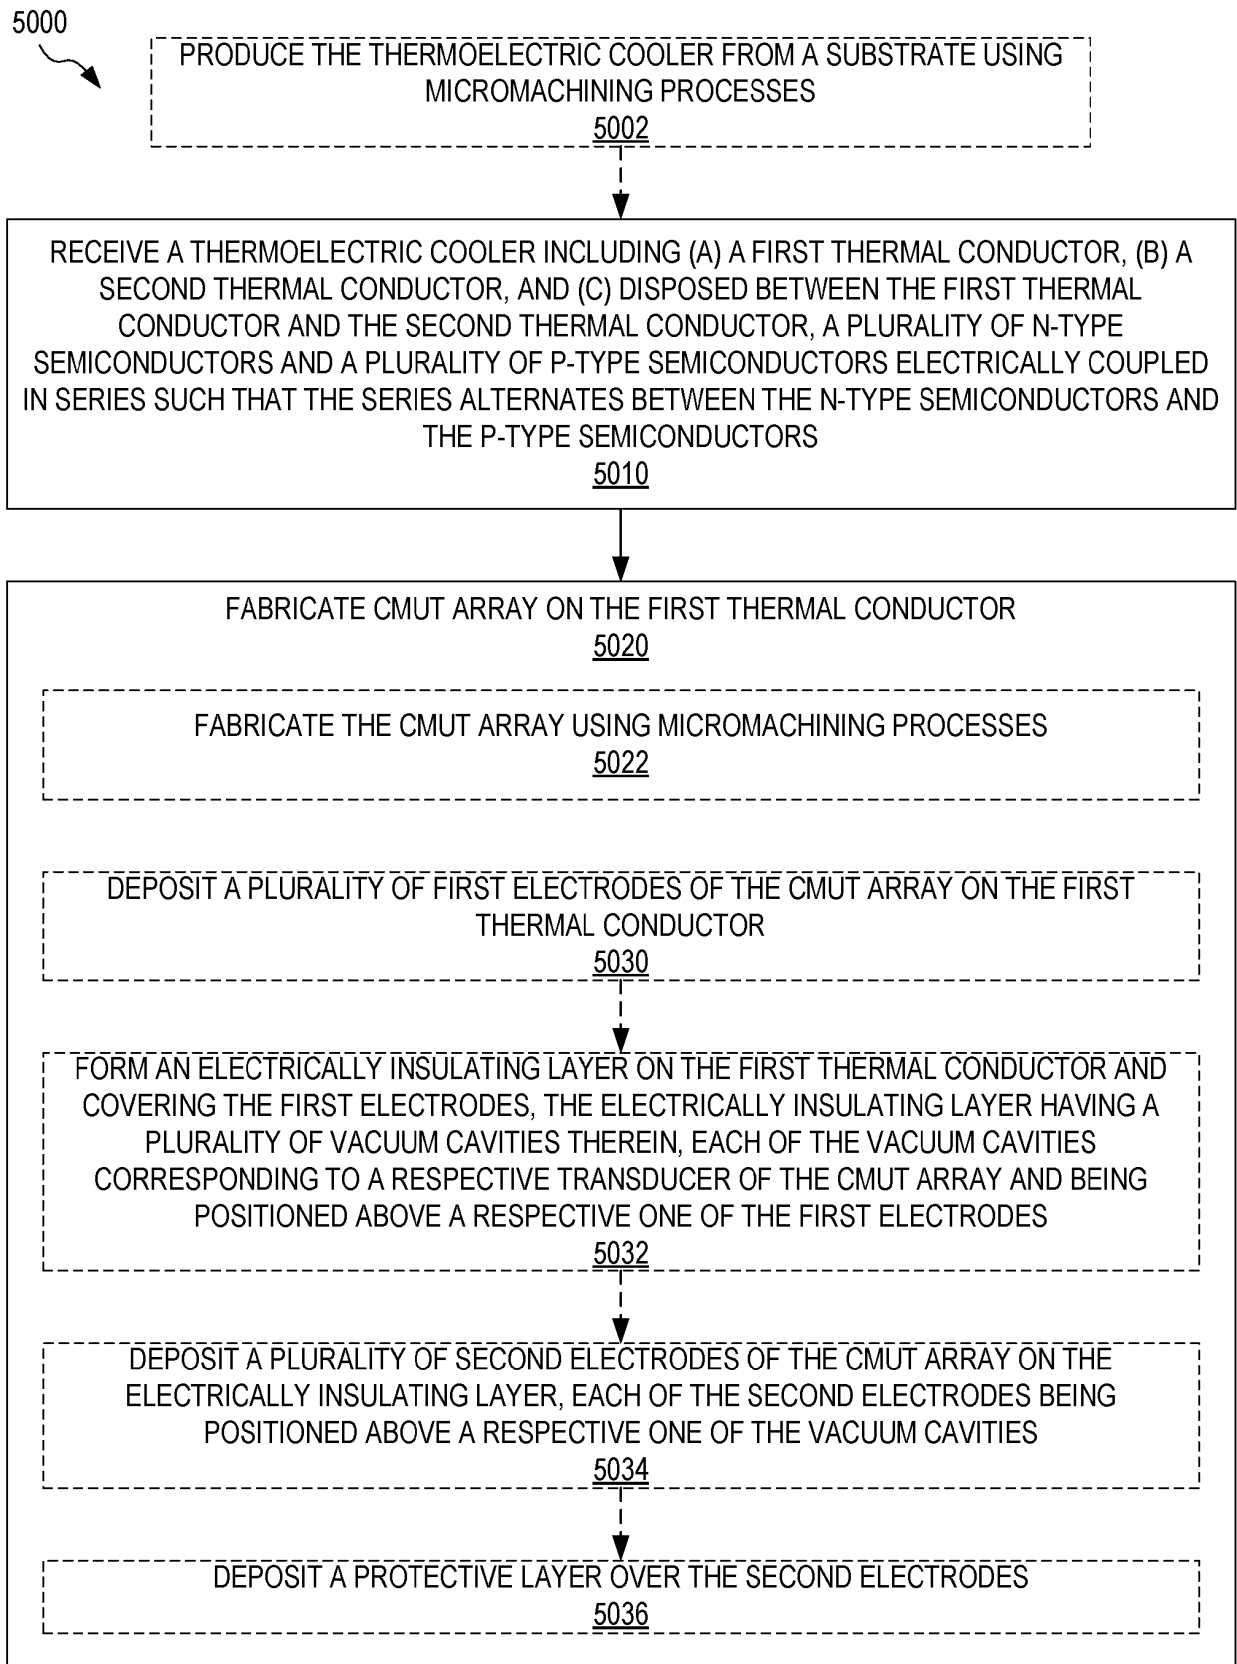 5000
PRODUCE THE THERMOELECTRIC COOLER FROM A SUBSTRATE USING
MICROMACHINING PROCESSES
5002
RECEIVE A THERMOELECTRIC COOLER INCLUDING (A) A FIRST THERMAL CONDUCTOR, (B) A
SECOND THERMAL CONDUCTOR, AND (C) DISPOSED BETWEEN THE FIRST THERMAL
CONDUCTOR AND THE SECOND THERMAL CONDUCTOR, A PLURALITY OF N-TYPE
SEMICONDUCTORS AND A PLURALITY OF P-TYPE SEMICONDUCTORS ELECTRICALLY COUPLED
IN SERIES SUCH THAT THE SERIES ALTERNATES BETWEEN THE N-TYPE SEMICONDUCTORS AND
THE P-TYPE SEMICONDUCTORS
5010
FABRICATE CMUT ARRAY ON THE FIRST THERMAL CONDUCTOR
5020
FABRICATE THE CMUT ARRAY USING MICROMACHINING PROCESSES
5022
DEPOSIT A PLURALITY OF FIRST ELECTRODES OF THE CMUT ARRAY ON THE FIRST
THERMAL CONDUCTOR
5030
FORM AN ELECTRICALLY INSULATING LAYER ON THE FIRST THERMAL CONDUCTOR AND
COVERING THE FIRST ELECTRODES, THE ELECTRICALLY INSULATING LAYER HAVING A
PLURALITY OF VACUUM CAVITIES THEREIN, EACH OF THE VACUUM CAVITIES
CORRESPONDING TO A RESPECTIVE TRANSDUCER OF THE CMUT ARRAY AND BEING
POSITIONED ABOVE A RESPECTIVE ONE OF THE FIRST ELECTRODES
5032
DEPOSIT A PLURALITY OF SECOND ELECTRODES OF THE CMUT ARRAY ON THE
ELECTRICALLY INSULATING LAYER, EACH OF THE SECOND ELECTRODES BEING
POSITIONED ABOVE A RESPECTIVE ONE OF THE VACUUM CAVITIES
5034
DEPOSIT A PROTECTIVE LAYER OVER THE SECOND ELECTRODES
5036